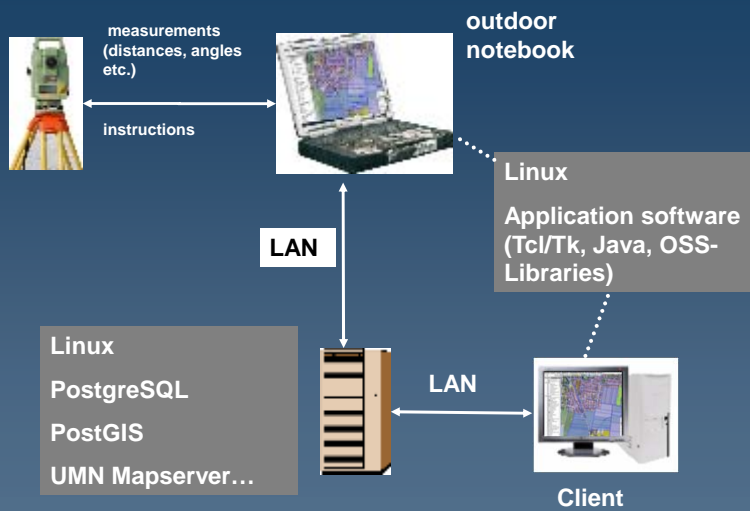 measurements
(distances, angles
etc.)
instructions
outdoor
notebook
Linux
Application software
(Tcl/Tk, Java, OSS-
Libraries)
LAN
Linux
PostgreSQL
PostGIS
UMN Mapserver…
LAN
Client